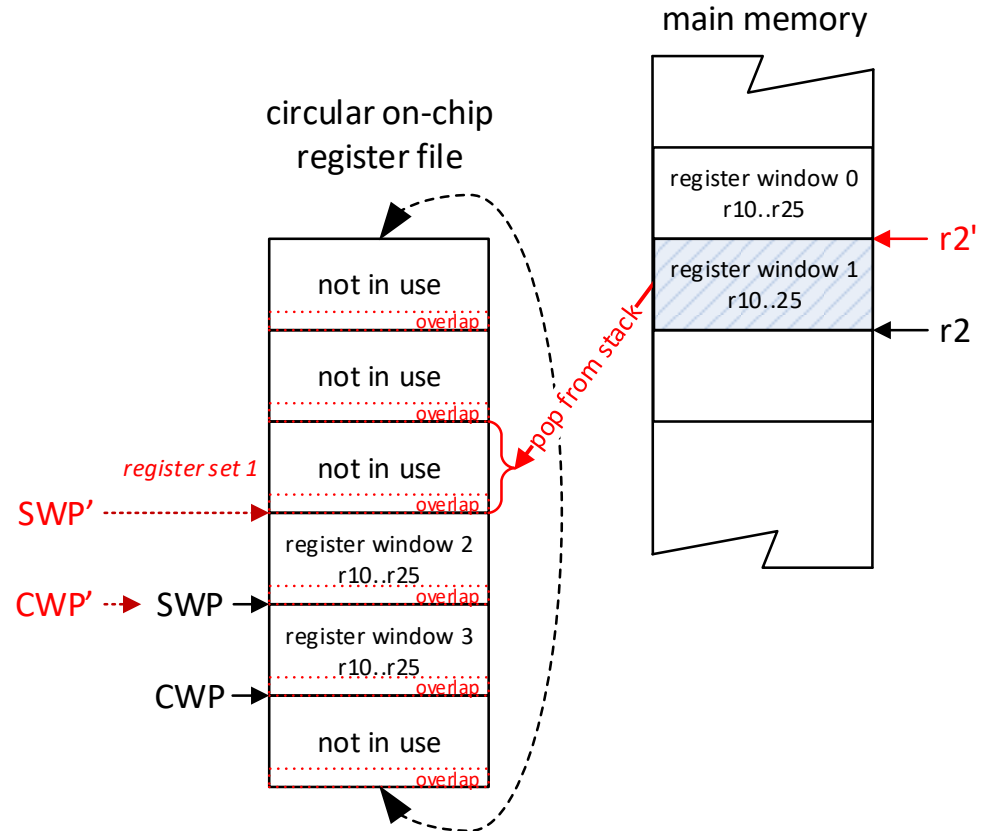 main memory
circular on-chip
register file
register window 0
r10..r25
r2'
register window 1
r10..25
r2
pop from stack
not in use
overlap
not in use
overlap
register set 1
not in use
overlap
SWP’
register window 2
r10..r25
overlap
CWP’
SWP
register window 3
r10..r25
overlap
CWP
not in use
overlap